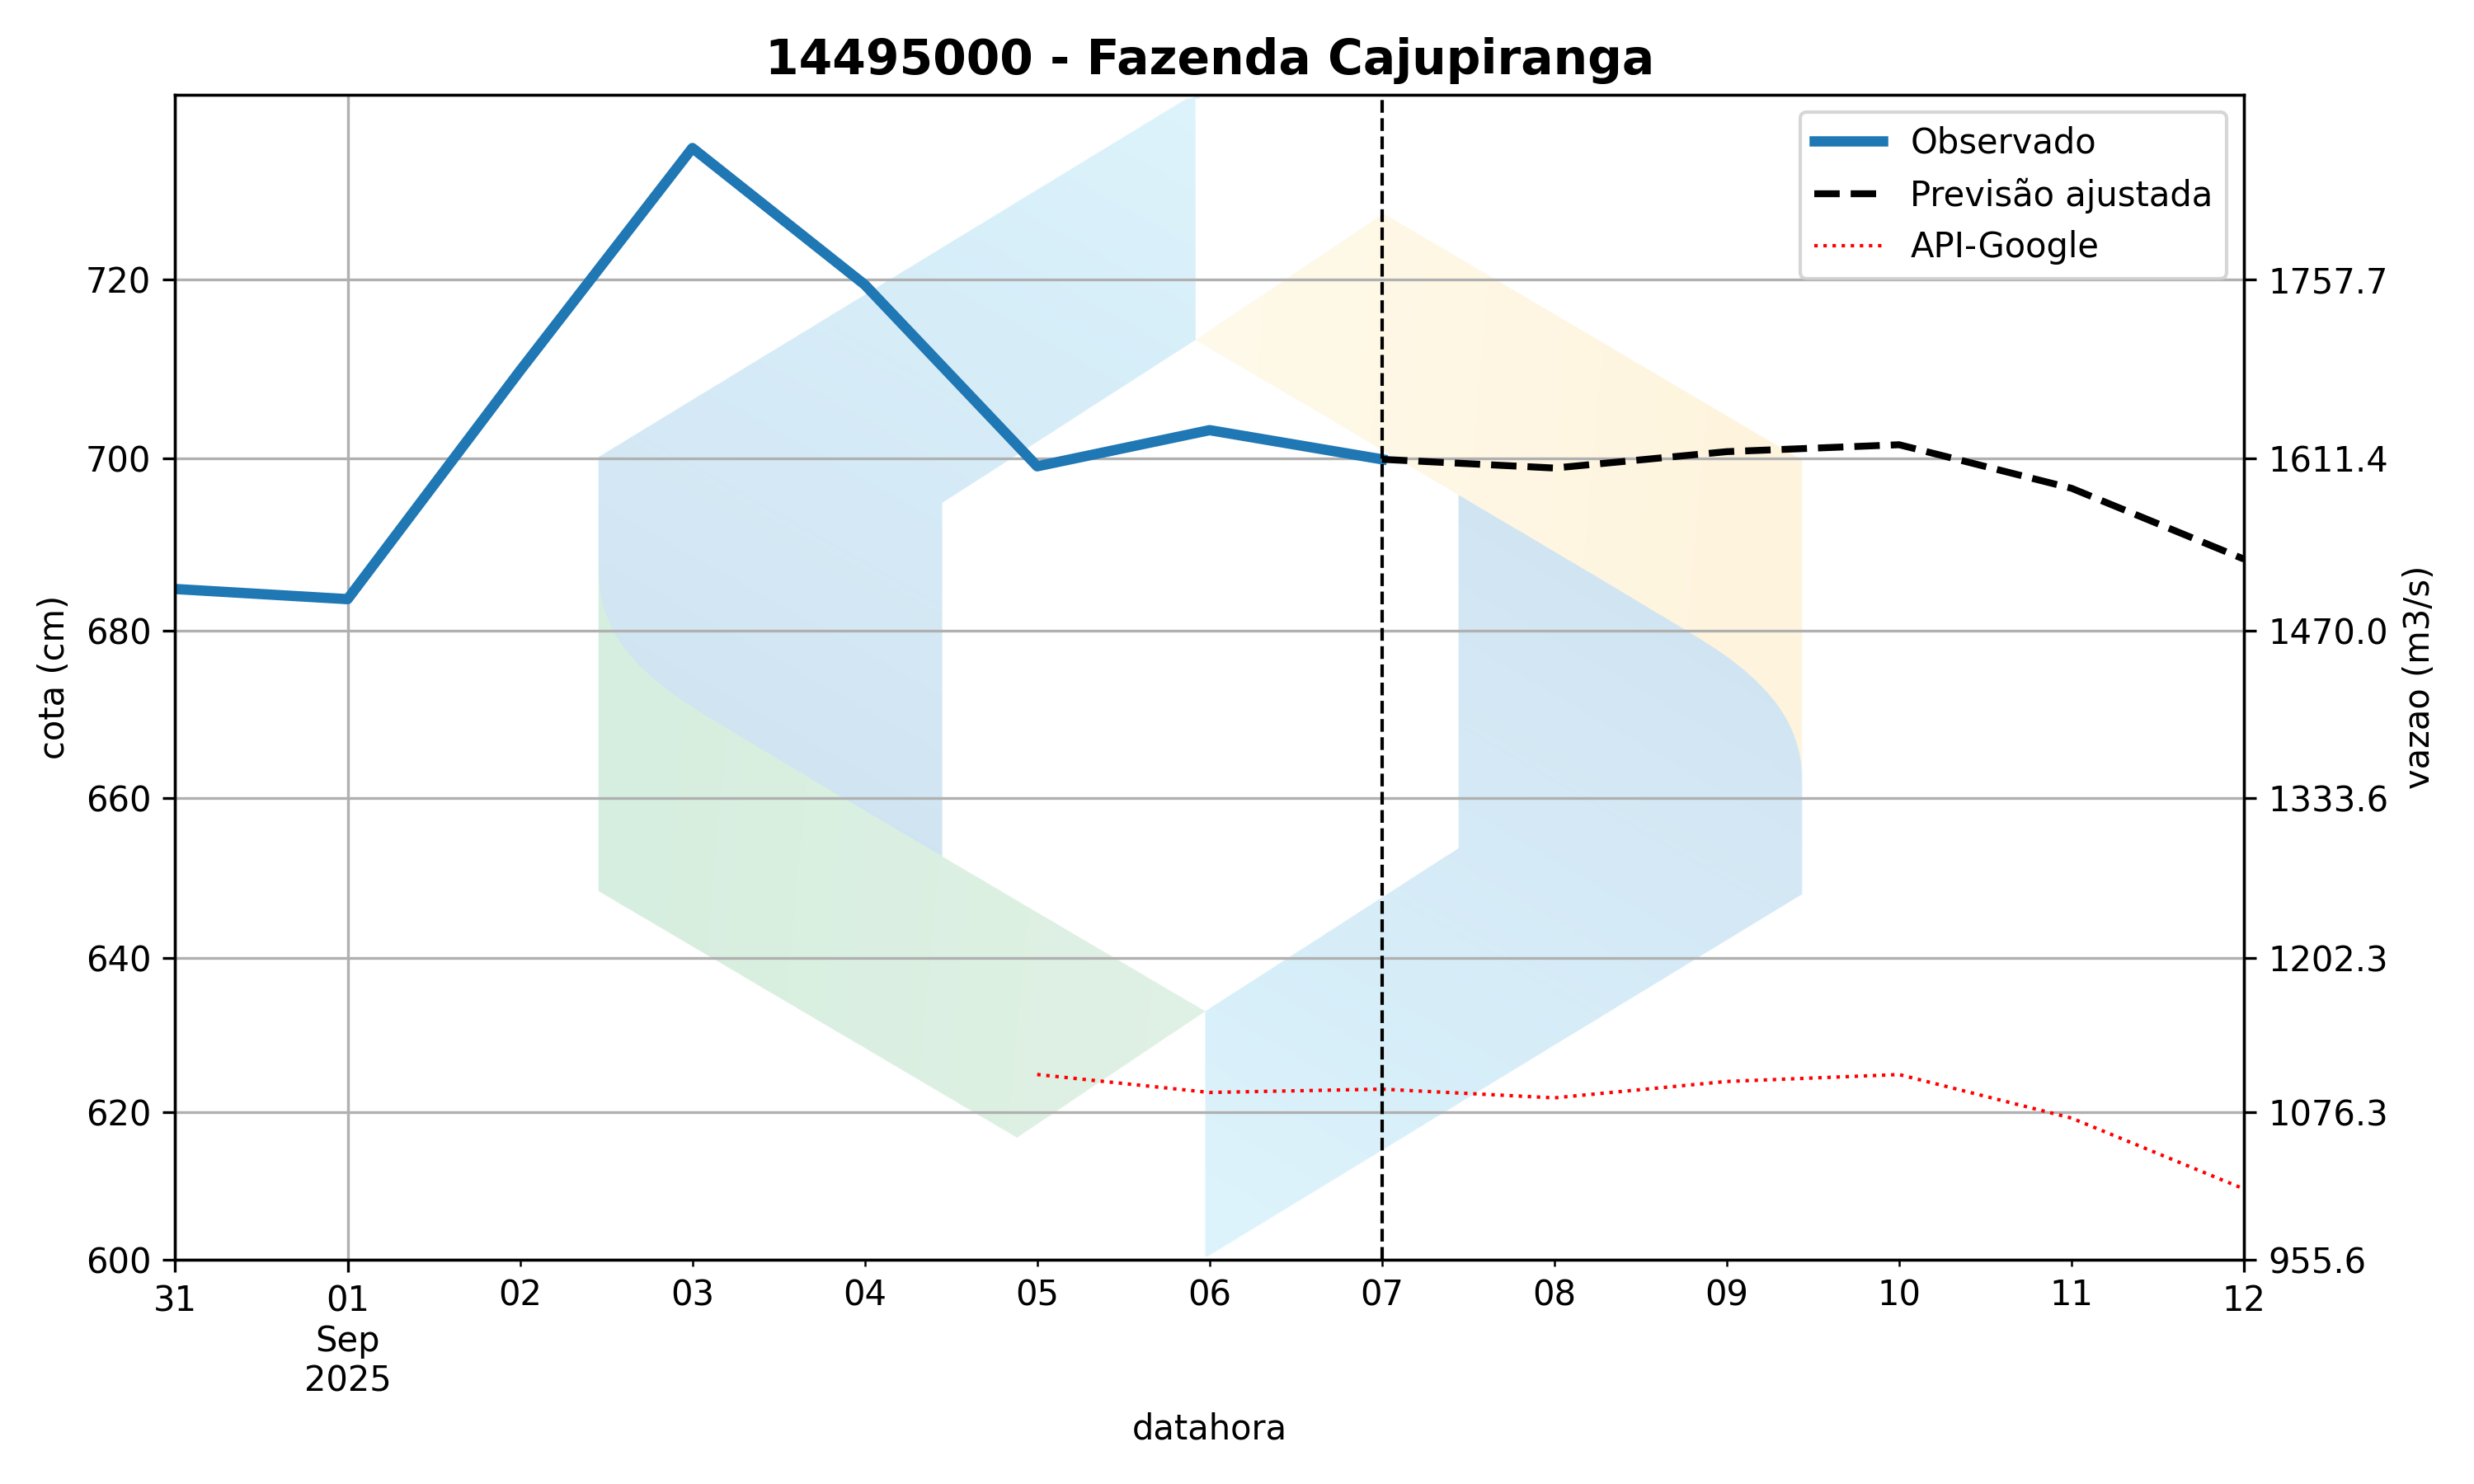 14495000 - Fazenda Cajupiranga
Observado
Previsão ajustada
API-Google
720
700
680
660
640
620
600
cota (cm)
1757.7
1611.4
1470.0
1333.6
1202.3
1076.3
955.6
vazao (m3/s)
31 01 02 03 04 05 06 07 08 09 10 11 12
Sep
2025
datahora